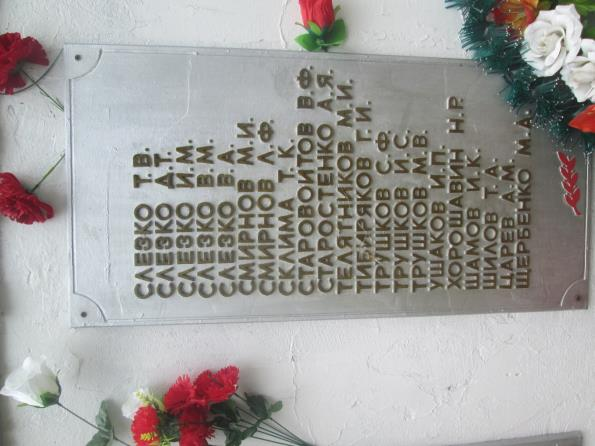 СЛЕЗКО Т.В.
СЛЕЗКО Д.Т.
СЛЕЗКО И.М.
СЛЕЗКО В.М.
СЛЕЗКО В.А.
СМИРНОВ М.И.
СМИРНОВ Л.Ф.
СКЛИМА Т.К.
СТАРОВОИТОВ В.Ф.
СТАРОСТЕНКО А.Я.
ТЕЛЯТНИКОВ М.И.
ТИБИРЯКОВ Г.И.
ТРУШКОВ С.Ф.
ТРУШКОВ И.С.
ТРУШКОВ М.В.
УШАКОВ И.П.
ХОРОШАВИН Н.Р.
ШАМОВ И.К.
ШИЛОВ Т.А.
ЦАРЕВ А.М.
ЩЕРБЕНКО М.А.